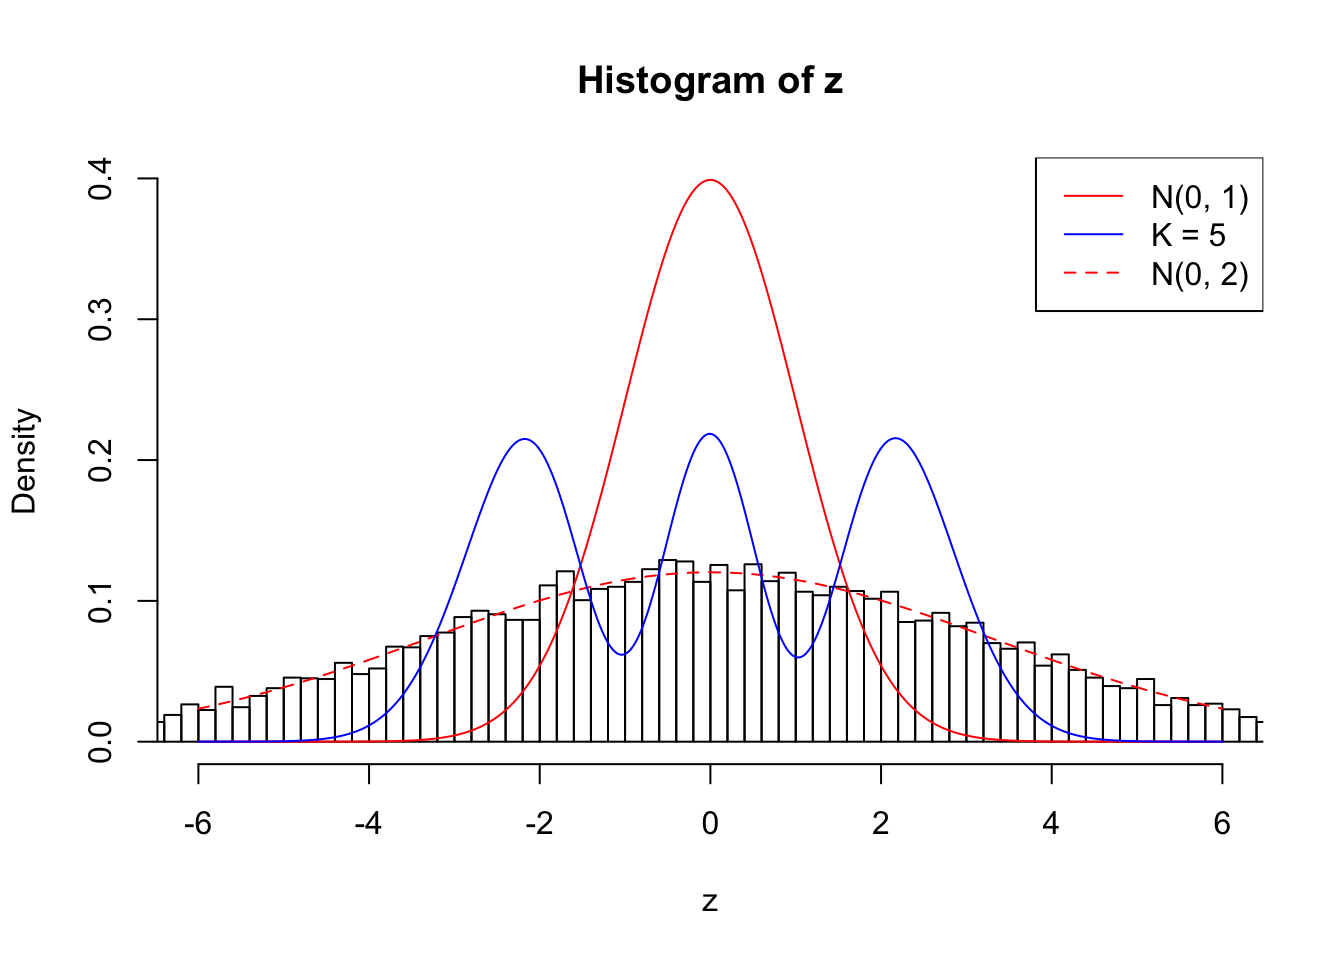 Histogram of z
N(0, 1)
K = 5
N(0, 2)
Density
0.4
0.3
0.2
0.1
0.0
-6 -4 -2 0 2 4 6
z